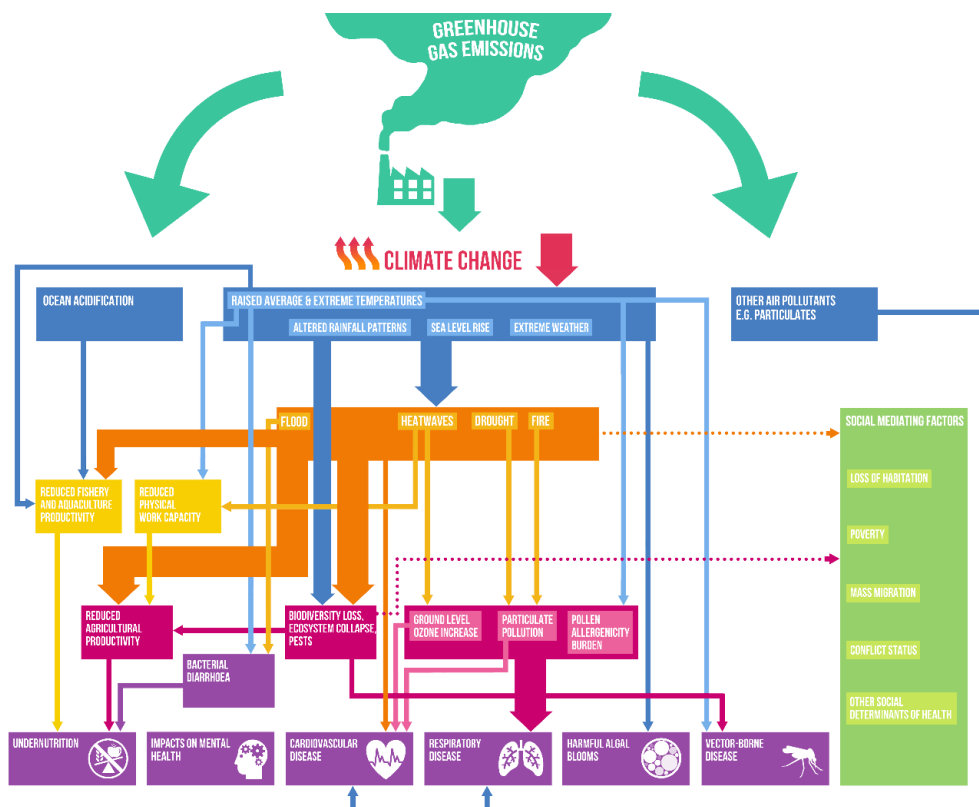 GREENHOUSE
GAS EMISSIONS
CLIMATE CHANGE
OCEAN ACIDIFICATION
RAISED AVERAGE & EXTREME TEMPERATURES
ALTERED RAINFALL PATTERNS
SEA LEVEL RISE
EXTREME WEATHER
OTHER AIR POLLUTANTS
E.G. PARTICULATES
FLOOD
HEATWAVES
DROUGHT
FIRE
SOCIAL MEDIATING FACTORS
LOSS OF HABITATION
POVERTY
MASS MIGRATION
CONFLICT STATUS
OTHER SOCIAL
DETERMINANTS OF HEALTH
REDUCED FISHERY
AND AQUACULTURE
PRODUCTIVITY
REDUCED
PHYSICAL
WORK CAPACITY
REDUCED
AGRICULTURAL
PRODUCTIVITY
BIODIVERSITY LOSS,
ECOSYSTEM COLLAPSE,
PESTS
GROUND LEVEL
OZONE INCREASE
PARTICULATE
POLLUTION
POLLEN
ALLERGENICITY
BURDEN
BACTERIAL
DIARRHOEA
UNDERNUTRITION
IMPACTS ON MENTAL
HEALTH
CARDIOVASCULAR
DISEASE
RESPIRATORY
DISEASE
HARMFUL ALGAL
BLOOMS
VECTOR-BORNE
DISEASE